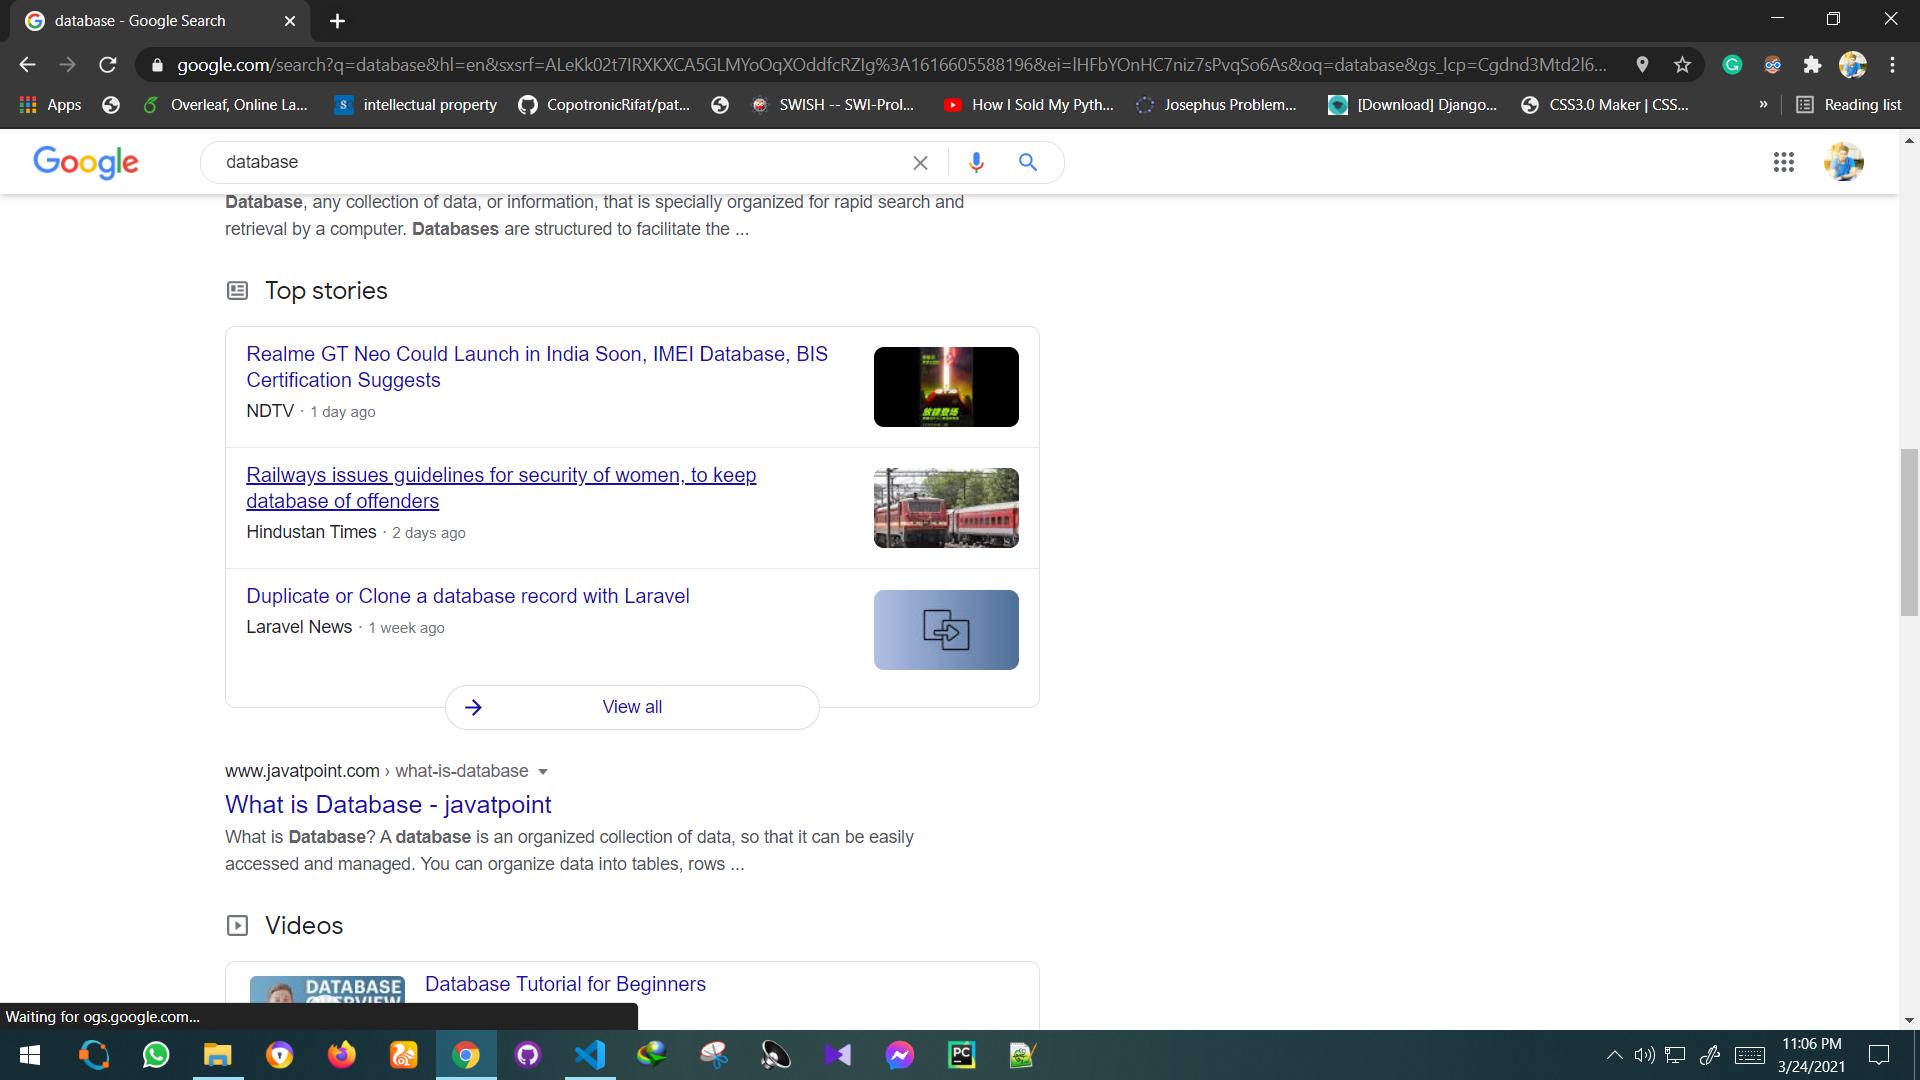 database - Google Search
google.com/search?q=database&hl=en&sxsrf=ALeKk02t7IRXKXCA5GLMYoOqXOddfcRZIg%3A1616605588196&ei=lHFbYOnHC7niz7sPvqSo6As&oq=database&gs_lcp=Cgdnd3Mtd2l6...
Apps Overleaf, Online La... intellectual property CopotronicRifat/pat... SWISH -- SWI-Prol... How I Sold My Pyth... Josephus Problem... [Download] Django... CSS3.0 Maker | CSS... » Reading list
Google database
Database, any collection of data, or information, that is specially organized for rapid search and
retrieval by a computer. Databases are structured to facilitate the ...
Top stories
Realme GT Neo Could Launch in India Soon, IMEI Database, BIS
Certification Suggests
NDTV · 1 day ago
Railways issues guidelines for security of women, to keep
database of offenders
Hindustan Times · 2 days ago
Duplicate or Clone a database record with Laravel
Laravel News · 1 week ago
View all
www.javatpoint.com › what-is-database
What is Database - javatpoint
What is Database? A database is an organized collection of data, so that it can be easily
accessed and managed. You can organize data into tables, rows ...
Videos
DATABASE
Database Tutorial for Beginners
Waiting for ogs.google.com...
11:06 PM
3/24/2021